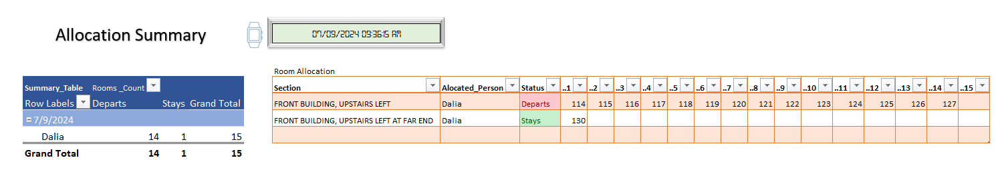 Allocation Summary
07/09/2024 09:36:15 AM
Summary_Table Rooms _Count
Row Labels Departs Stays Grand Total
7/9/2024
Dalia 14 1 15
Grand Total 14 1 15
Room Allocation
Section Alocated_Person Status ..1 ..2 ..3 ..4 ..5 ..6 ..7 ..8 ..9 ..10 ..11 ..12 ..13 ..14 ..15
FRONT BUILDING, UPSTAIRS LEFT Dalia Departs 114 115 116 117 118 119 120 121 122 123 124 125 126 127
FRONT BUILDING, UPSTAIRS LEFT AT FAR END Dalia Stays 130